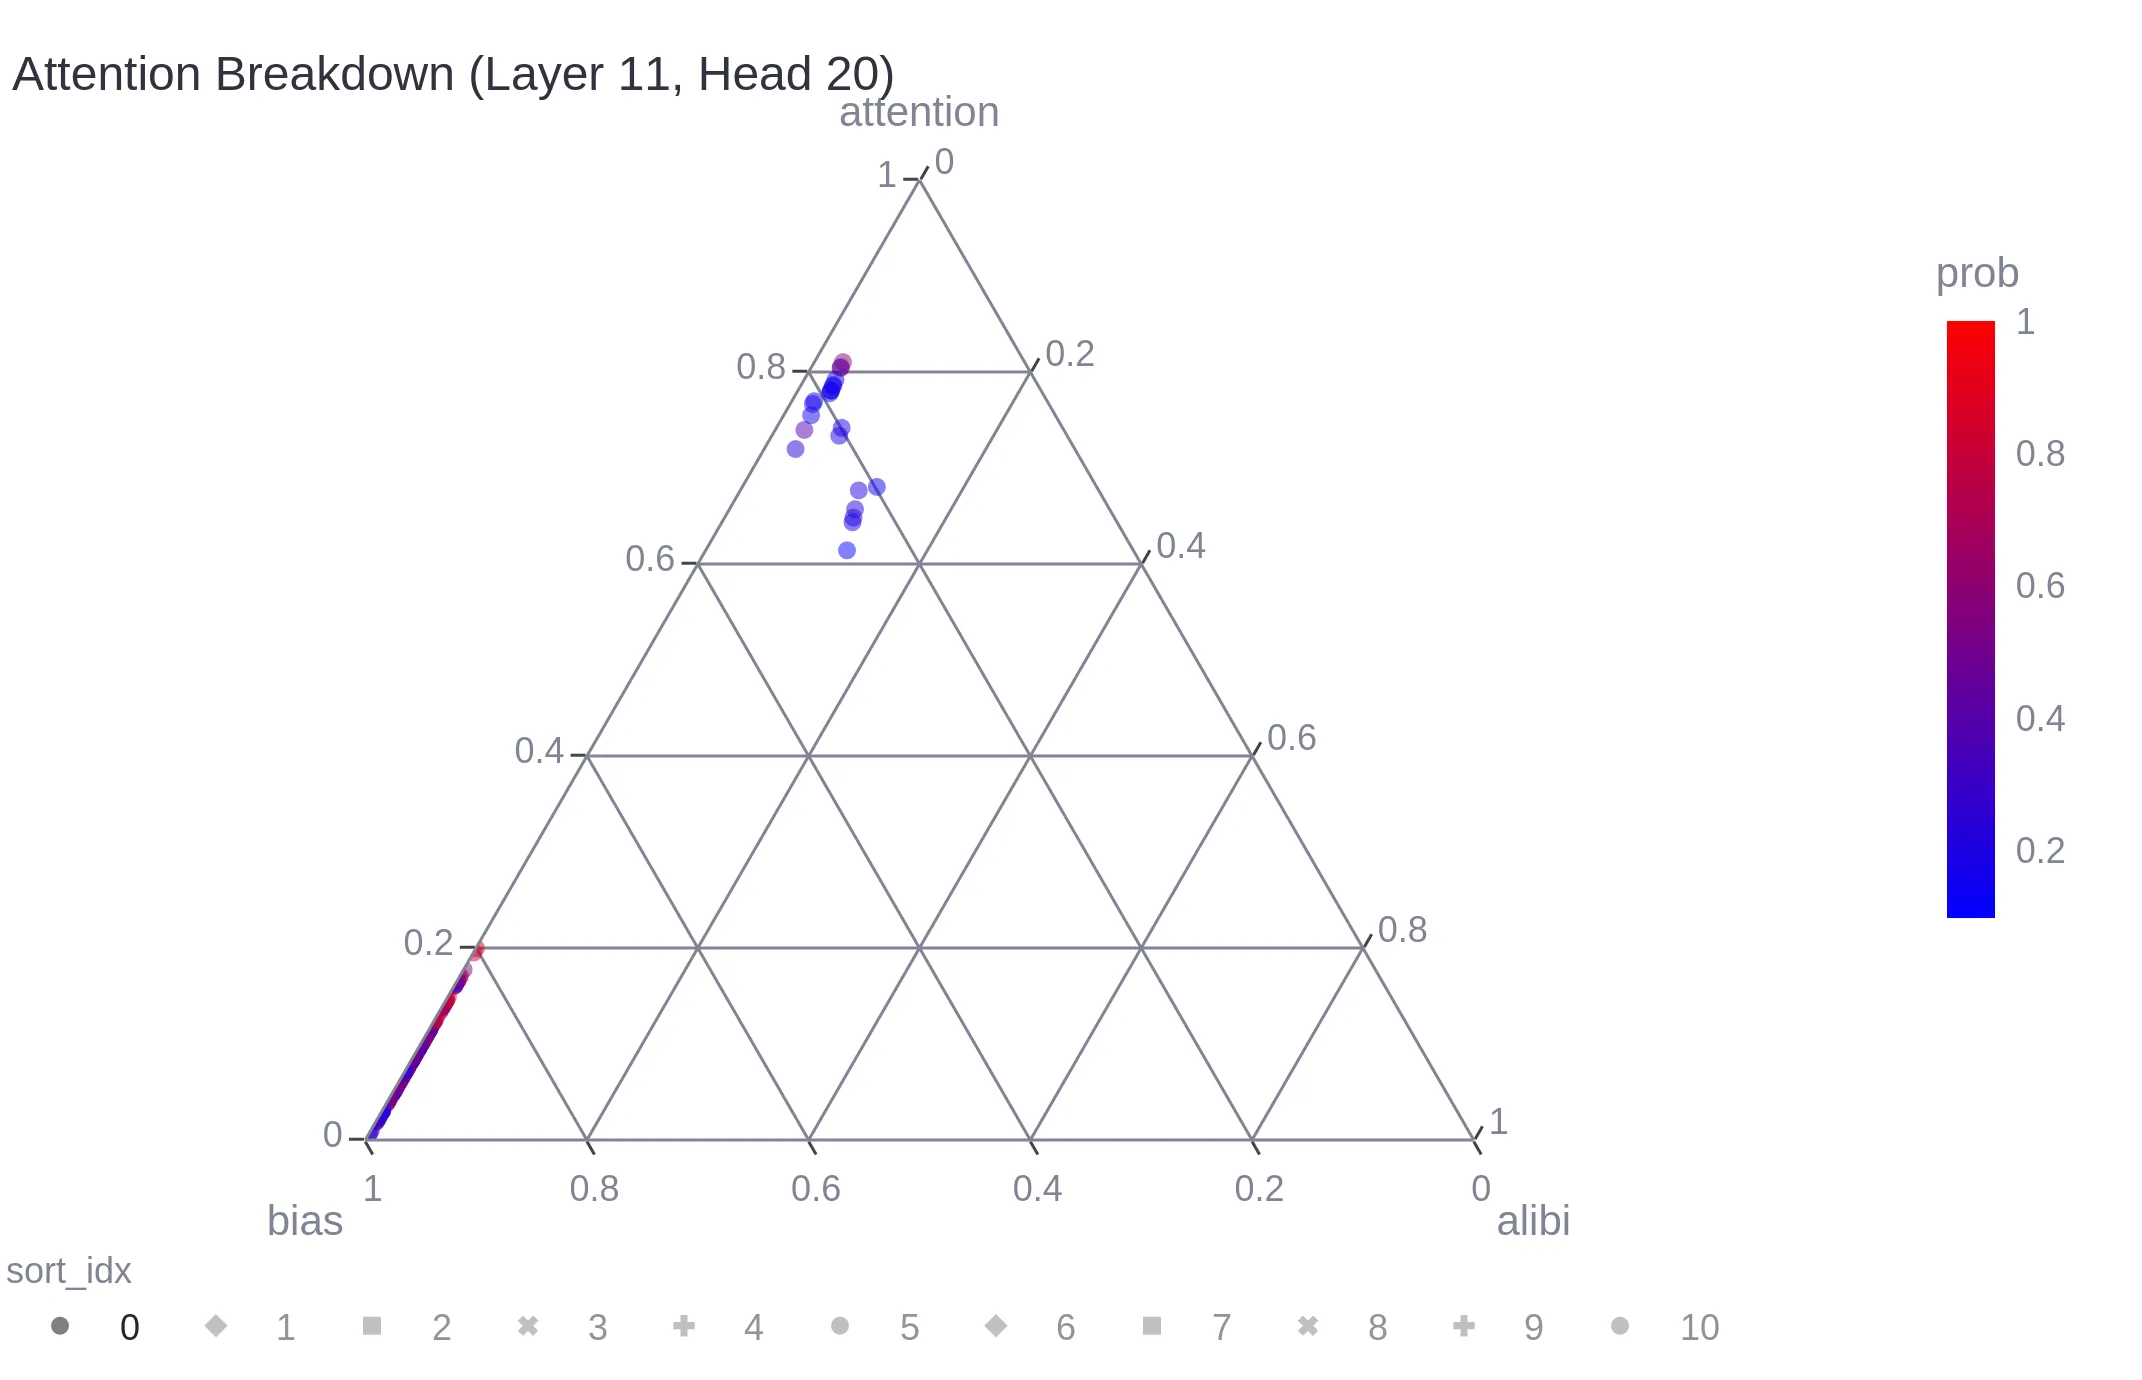 Attention Breakdown (Layer 11, Head 20)
attention
1 0
prob
1
0.8 0.2
0.8
0.6 0.4
0.6
0.4 0.6
0.4
0.2 0.8
0.2
0 1
1 0.8 0.6 0.4 0.2 0
bias alibi
sort_idx
0 1 2 3 4 5 6 7 8 9 10